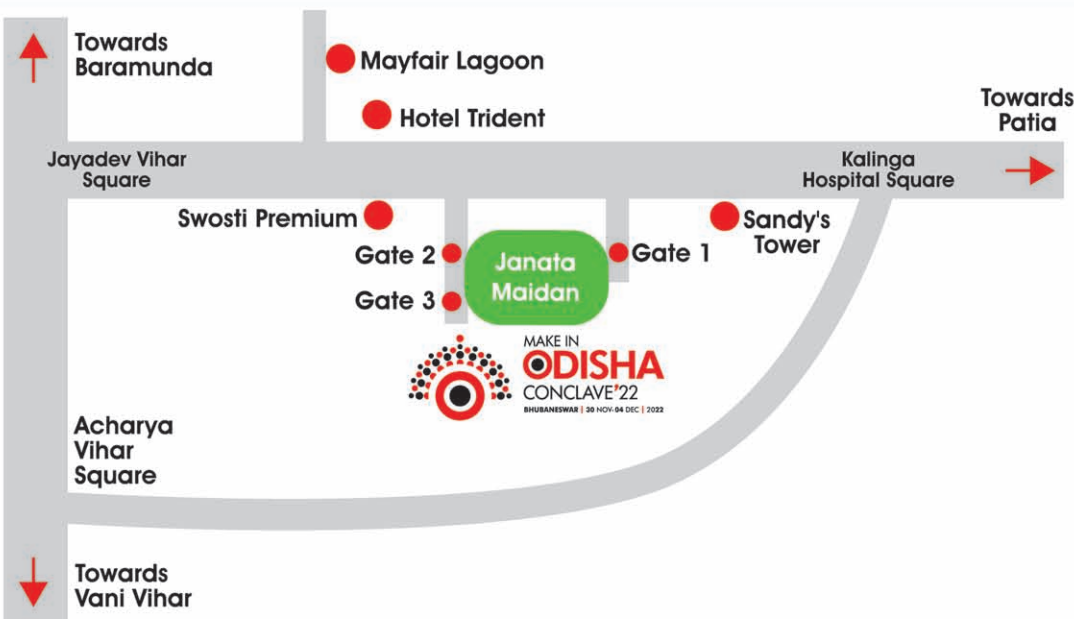 Towards
Baramunda
Mayfair Lagoon
Hotel Trident
Towards
Patia
Jayadev Vihar
Square
Kalinga
Hospital Square
Swosti Premium
Sandy's
Tower
Gate 2
Janata
Maidan
Gate 1
Gate 3
MAKE IN
ODISHA
CONCLAVE'22
BHUBANESWAR | 30 NOV-04 DEC | 2022
Acharya
Vihar
Square
Towards
Vani Vihar